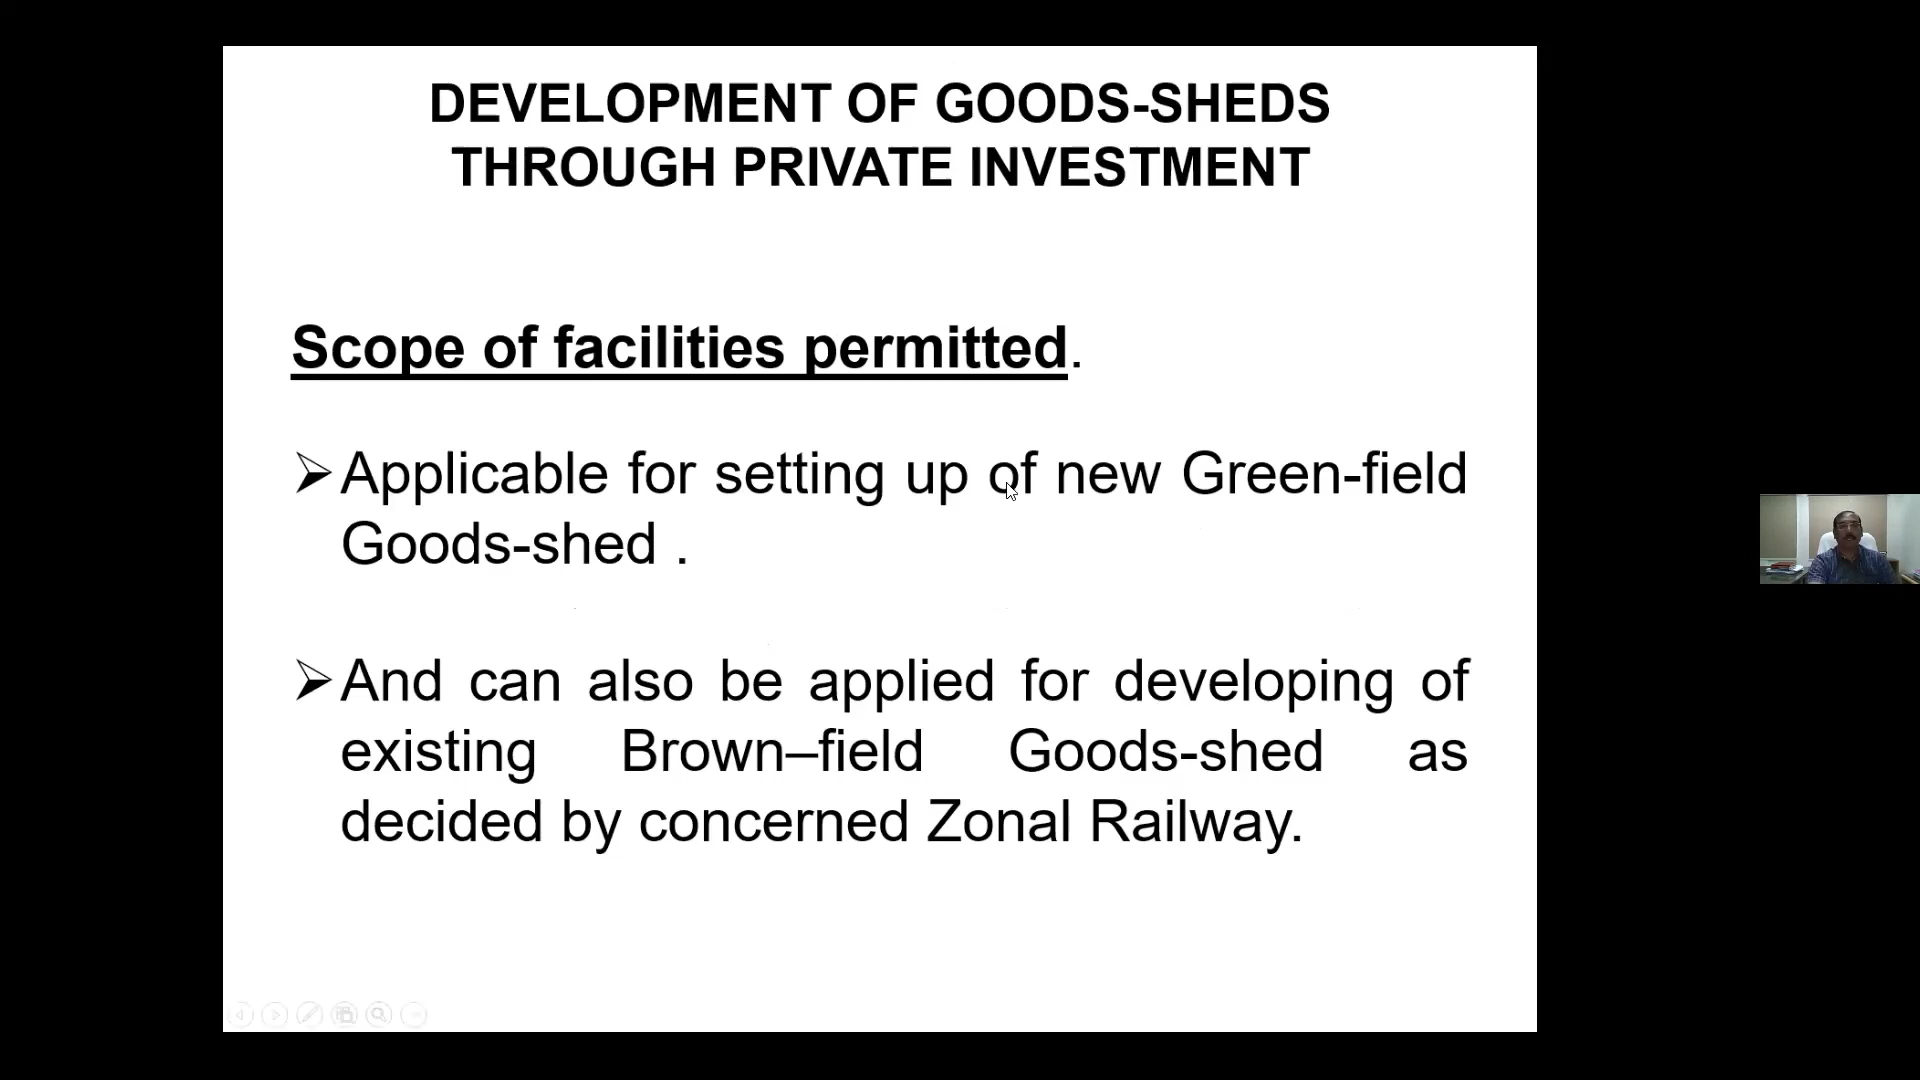 DEVELOPMENT OF GOODS-SHEDS
THROUGH PRIVATE INVESTMENT
Scope of facilities permitted.
➢Applicable for setting up of new Green-field
Goods-shed .
➢And can also be applied for developing of
existing Brown–field Goods-shed as
decided by concerned Zonal Railway.